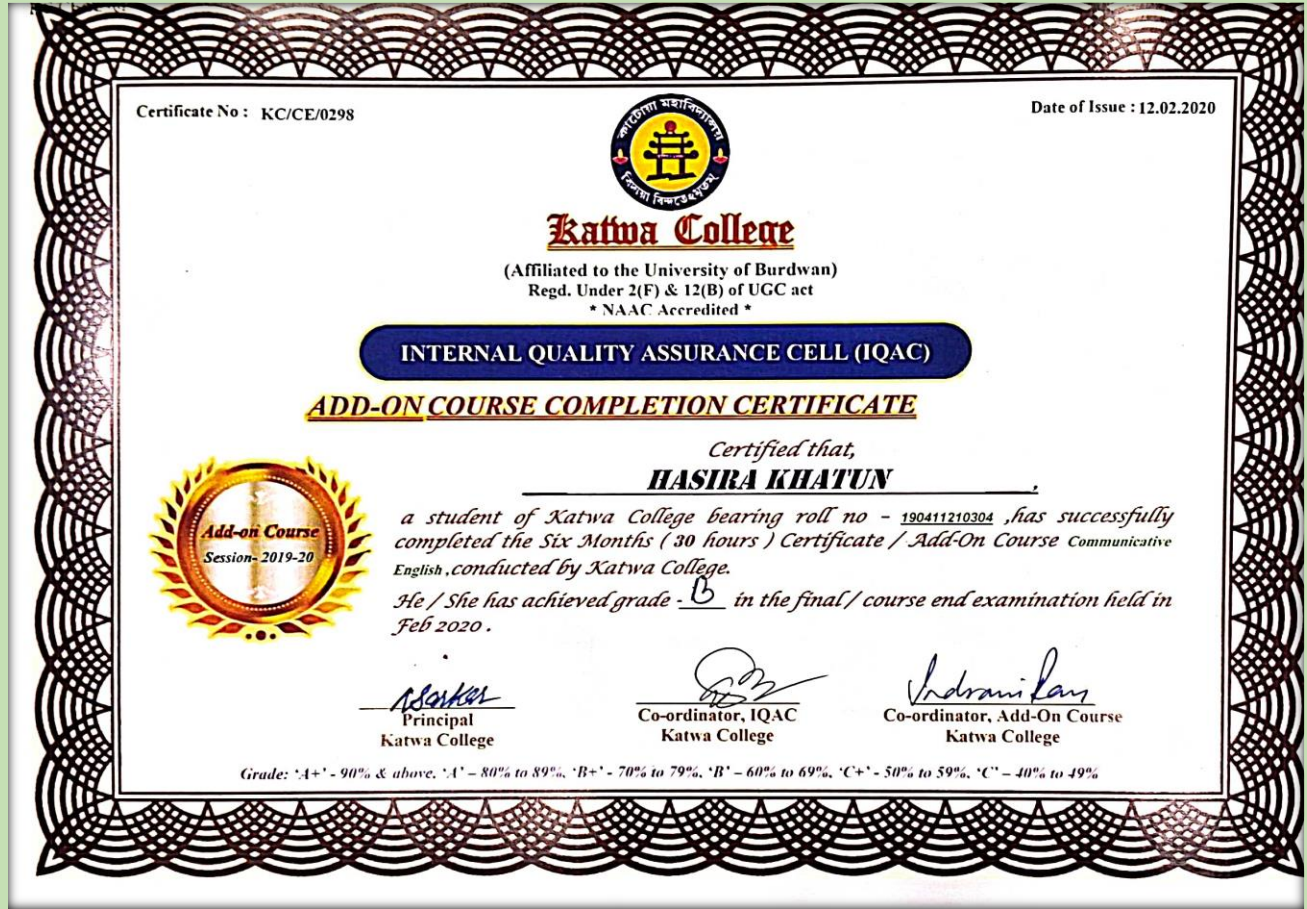 Certificate No : KC/CE/0298
Date of Issue : 12.02.2020
কাটোয়া মহাবিদ্যালয়
Katwa College
(Affiliated to the University of Burdwan)
Regd. Under 2(F) & 12(B) of UGC act
* NAAC Accredited *
INTERNAL QUALITY ASSURANCE CELL (IQAC)
ADD-ON COURSE COMPLETION CERTIFICATE
Certified that,
HASIRA KHATUN ,
Add-on Course
Session- 2019-20
a student of Katwa College bearing roll no - 190411210304 ,has successfully
completed the Six Months ( 30 hours ) Certificate / Add-On Course Communicative
English ,conducted by Katwa College.
He / She has achieved grade - B in the final / course end examination held in
Feb 2020 .
Indrani Ray
Principal
Katwa College
Co-ordinator, IQAC
Katwa College
Co-ordinator, Add-On Course
Katwa College
Grade: 'A+' - 90% & above, 'A' – 80% to 89%, 'B+' - 70% to 79%, 'B' – 60% to 69%, 'C+' - 50% to 59%, 'C' – 40% to 49%